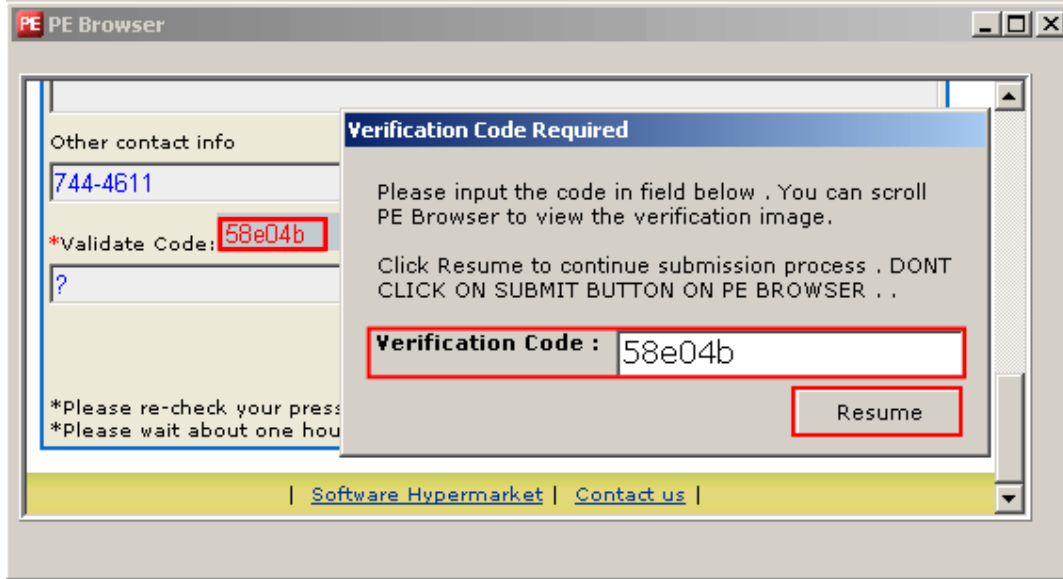 PE PE Browser
Other contact info
744-4611
*Validate Code: 58e04b
?
*Please re-check your press
*Please wait about one hou
Verification Code Required
Please input the code in field below . You can scroll
PE Browser to view the verification image.
Click Resume to continue submission process . DONT
CLICK ON SUBMIT BUTTON ON PE BROWSER . .
Verification Code : 58e04b
Resume
| Software Hypermarket | Contact us |